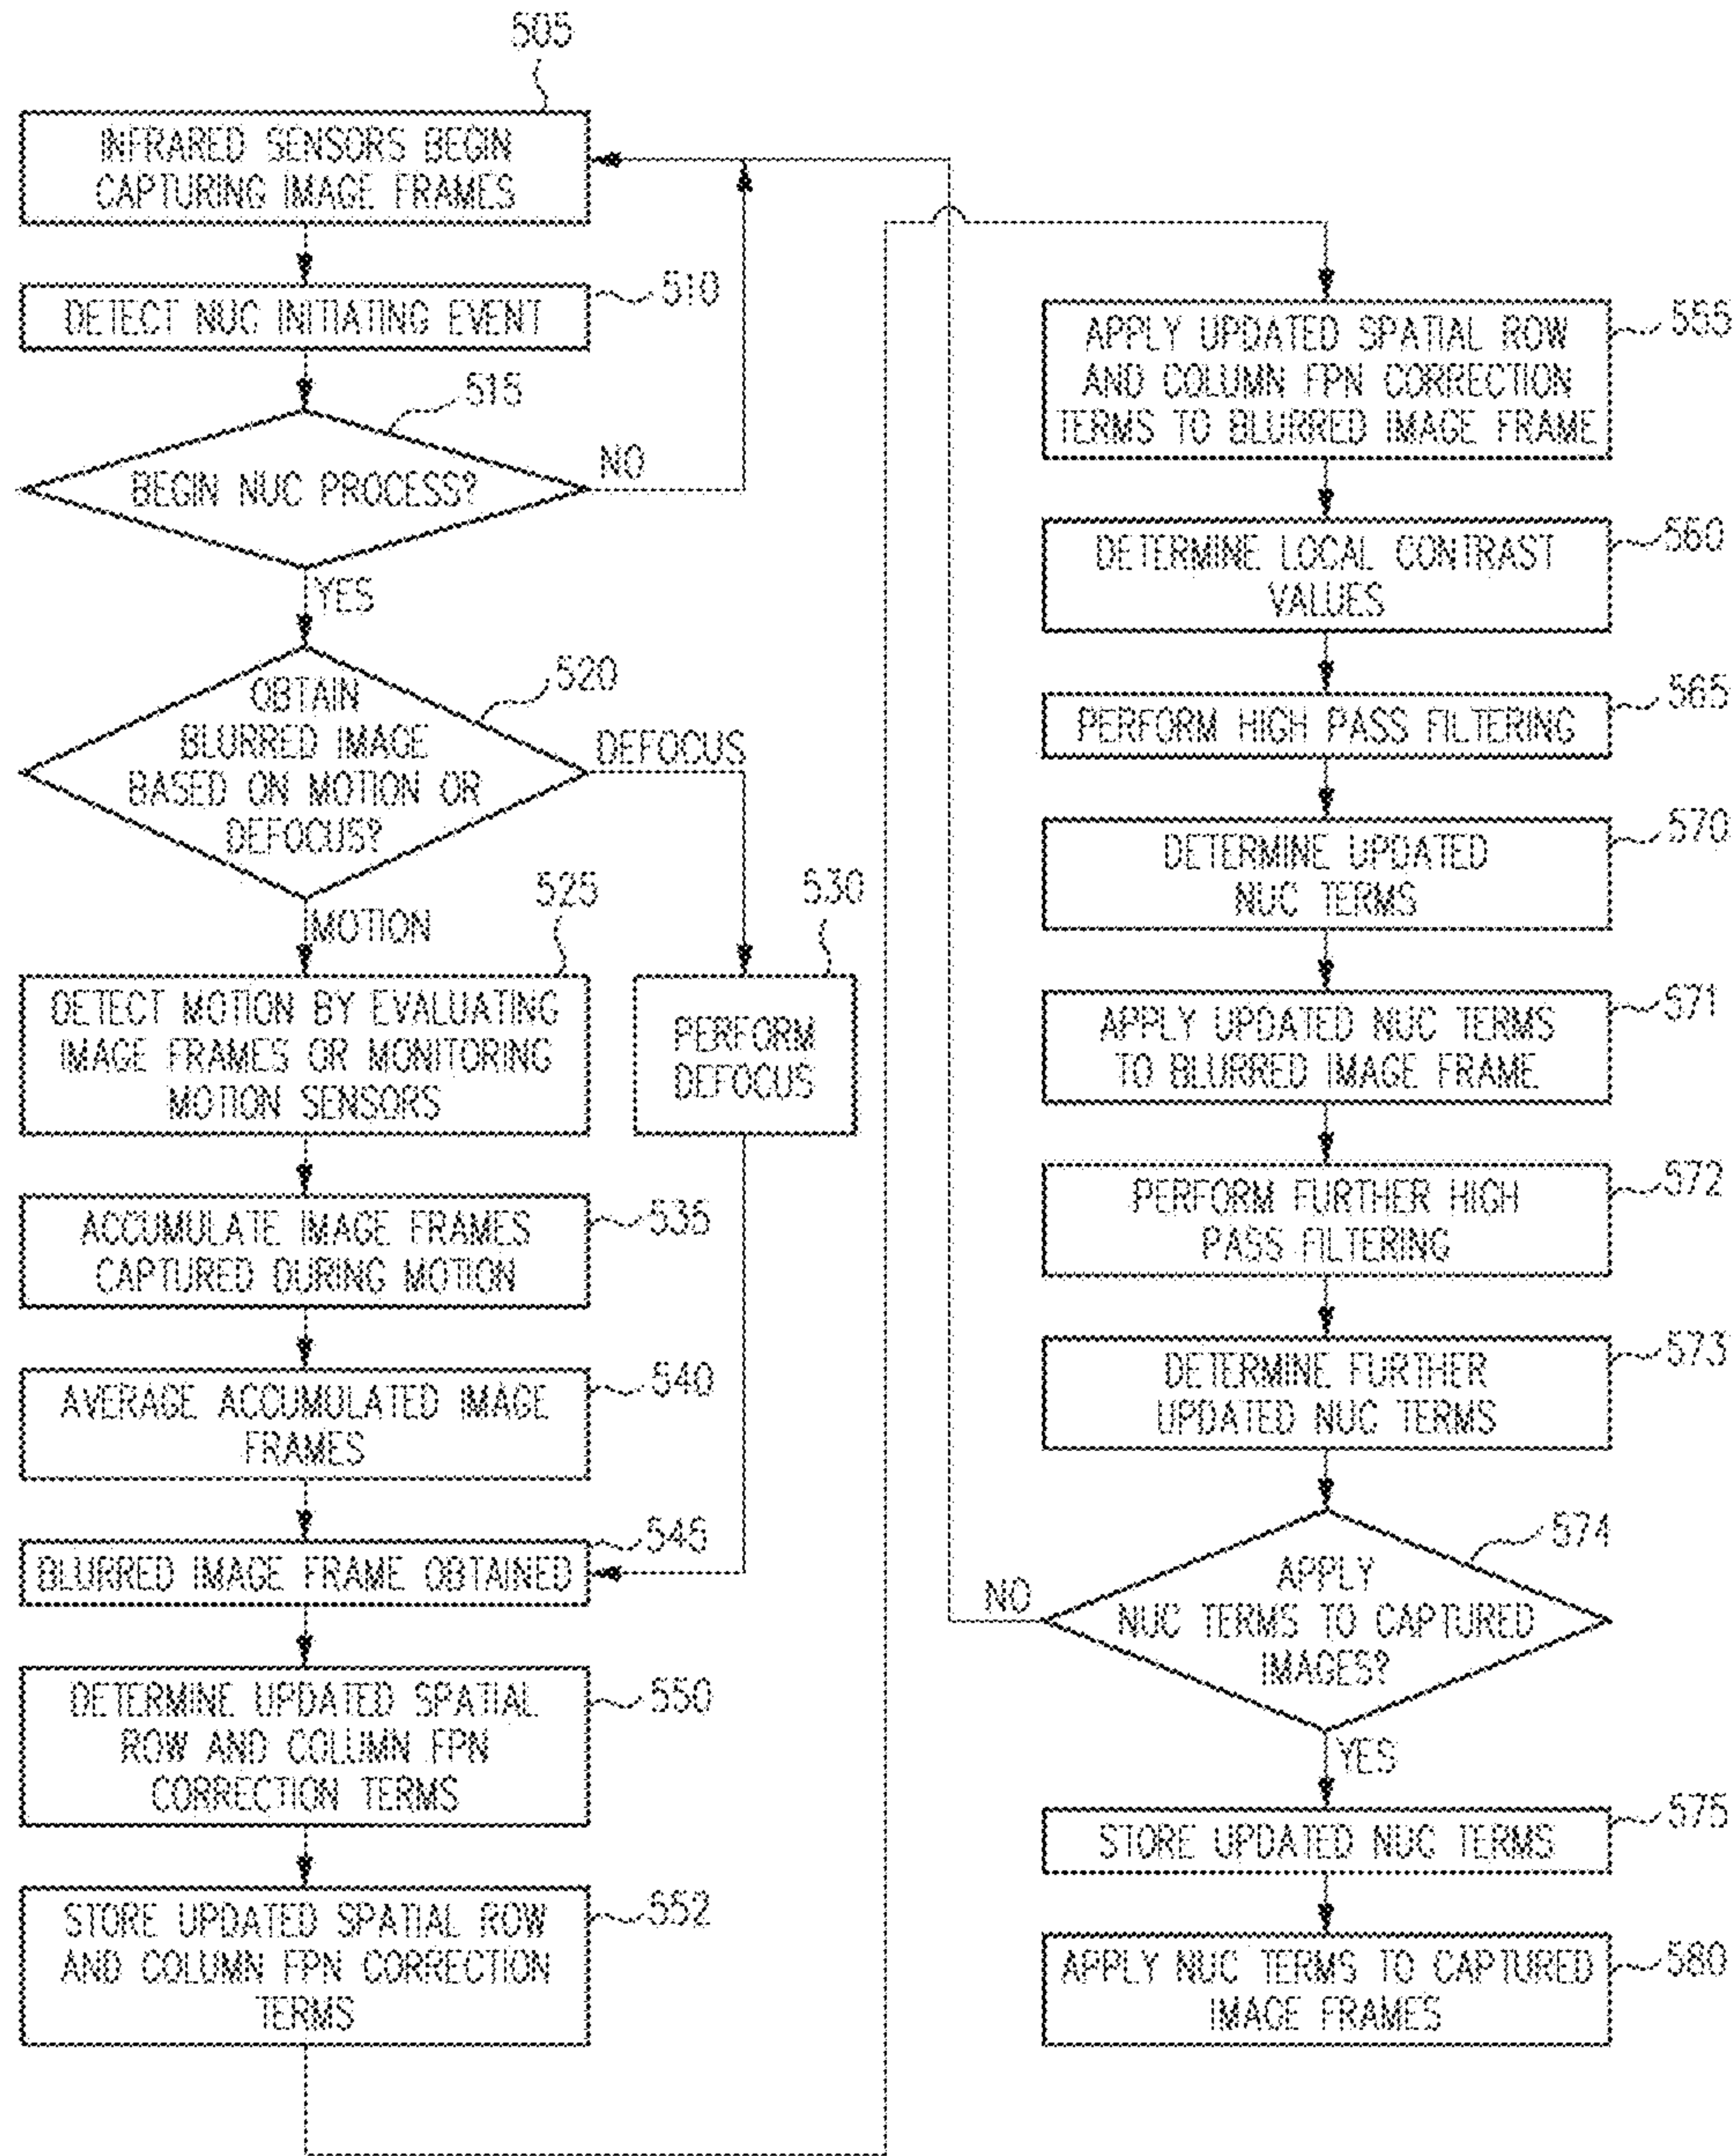 505
INFRARED SENSORS BEGIN
CAPTURING IMAGE FRAMES
DETECT NUC INITIATING EVENT
510
515
BEGIN NUC PROCESS?
NO
YES
520
OBTAIN
BLURRED IMAGE
BASED ON MOTION OR
DEFOCUS?
DEFOCUS
MOTION
525
DETECT MOTION BY EVALUATING
IMAGE FRAMES OR MONITORING
MOTION SENSORS
530
PERFORM
DEFOCUS
ACCUMULATE IMAGE FRAMES
CAPTURED DURING MOTION
535
AVERAGE ACCUMULATED IMAGE
FRAMES
540
BLURRED IMAGE FRAME OBTAINED
545
DETERMINE UPDATED SPATIAL
ROW AND COLUMN FPN
CORRECTION TERMS
550
STORE UPDATED SPATIAL ROW
AND COLUMN FPN CORRECTION
TERMS
552
APPLY UPDATED SPATIAL ROW
AND COLUMN FPN CORRECTION
TERMS TO BLURRED IMAGE FRAME
555
DETERMINE LOCAL CONTRAST
VALUES
560
PERFORM HIGH PASS FILTERING
565
DETERMINE UPDATED
NUC TERMS
570
APPLY UPDATED NUC TERMS
TO BLURRED IMAGE FRAME
571
PERFORM FURTHER HIGH
PASS FILTERING
572
DETERMINE FURTHER
UPDATED NUC TERMS
573
574
APPLY
NUC TERMS TO CAPTURED
IMAGES?
NO
YES
STORE UPDATED NUC TERMS
575
APPLY NUC TERMS TO CAPTURED
IMAGE FRAMES
580